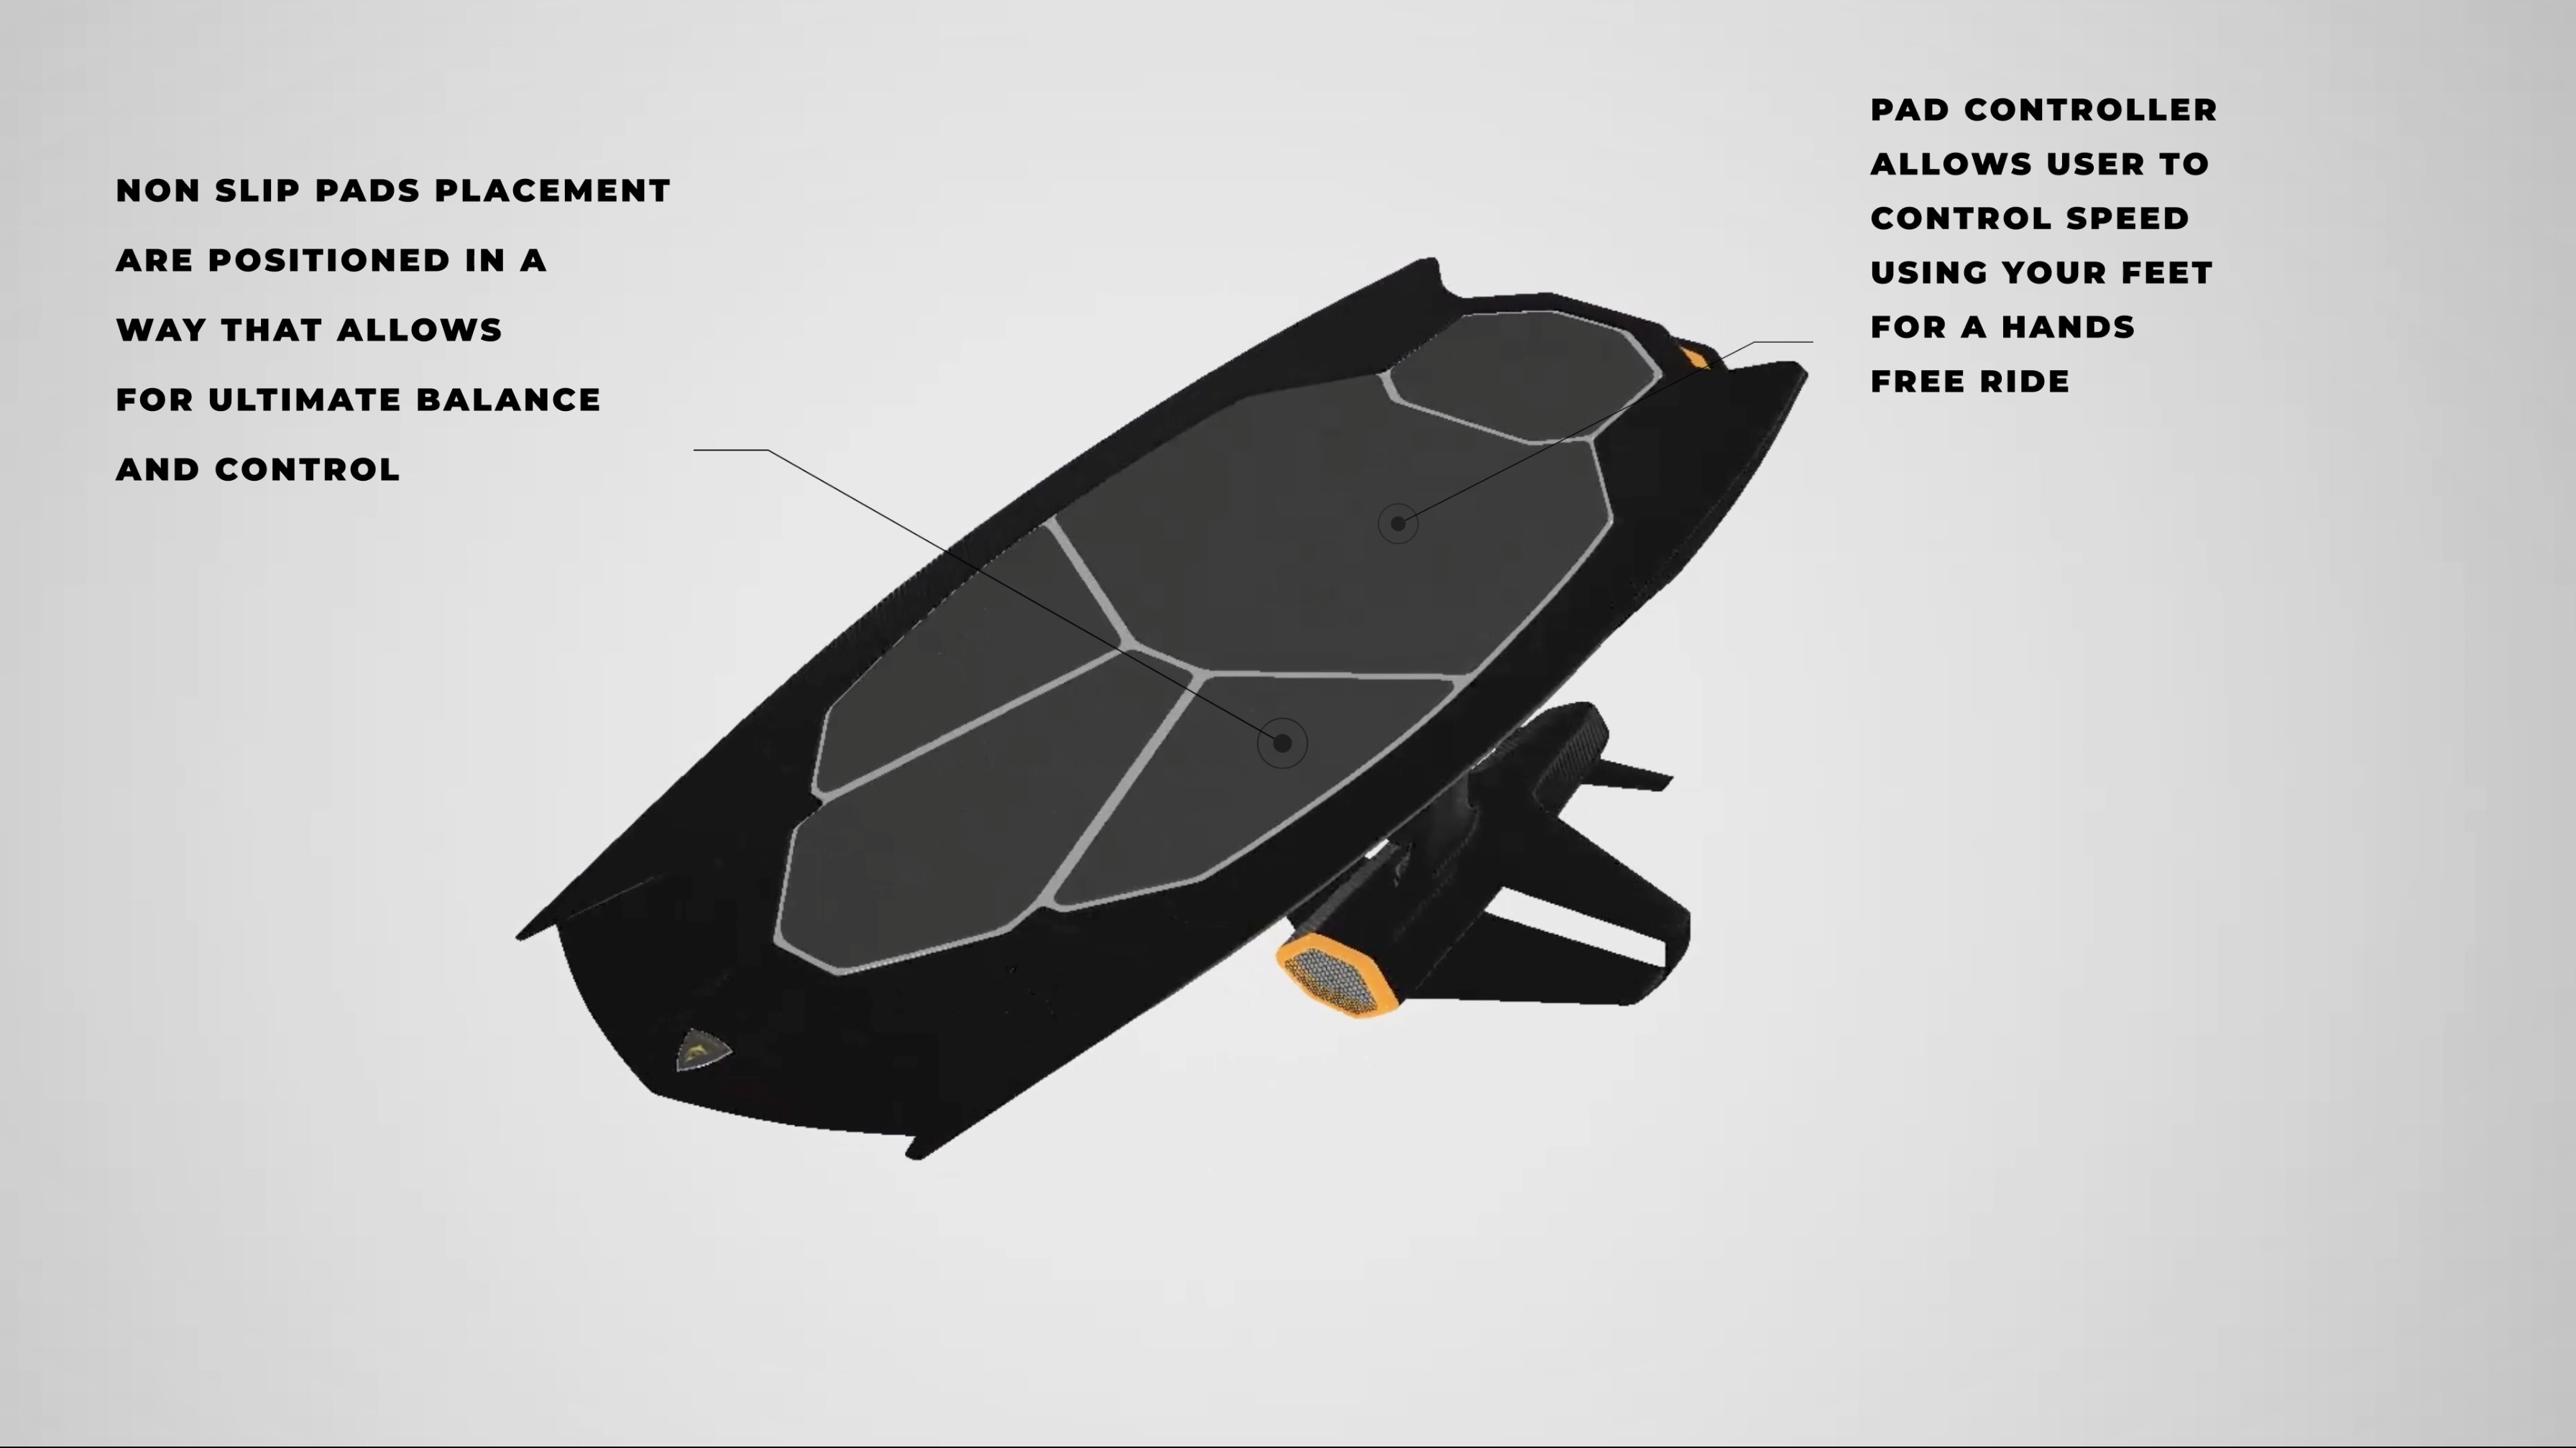 NON SLIP PADS PLACEMENT
ARE POSITIONED IN A
WAY THAT ALLOWS
FOR ULTIMATE BALANCE
AND CONTROL
PAD CONTROLLER
ALLOWS USER TO
CONTROL SPEED
USING YOUR FEET
FOR A HANDS
FREE RIDE